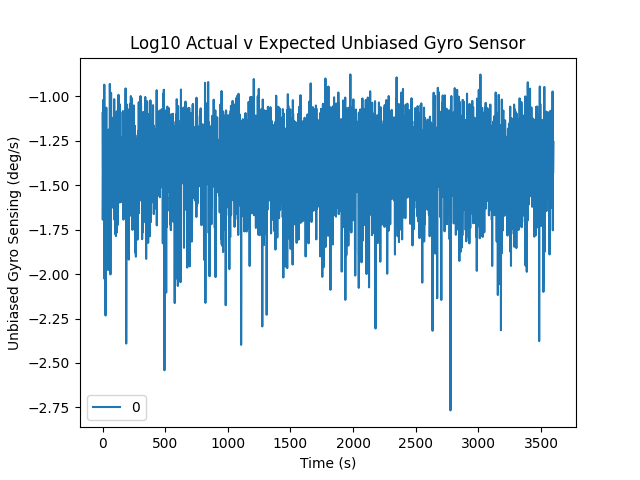 Log10 Actual v Expected Unbiased Gyro Sensor
Unbiased Gyro Sensing (deg/s)
−1.00
−1.25
−1.50
−1.75
−2.00
−2.25
−2.50
−2.75
0
0 500 1000 1500 2000 2500 3000 3500
Time (s)